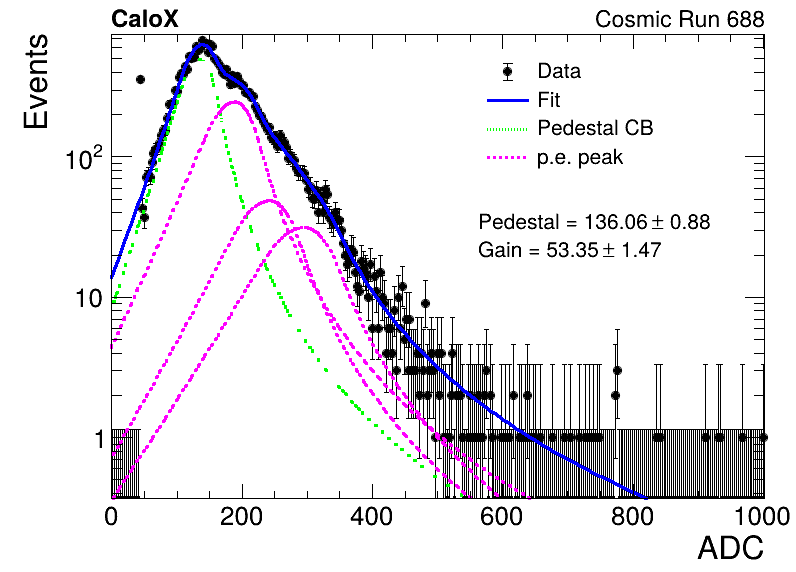 CaloX Cosmic Run 688
Events
Data
Fit
Pedestal CB
p.e. peak
Pedestal = 136.06 ± 0.88
Gain = 53.35 ± 1.47
10²
10
1
0 200 400 600 800 1000
ADC